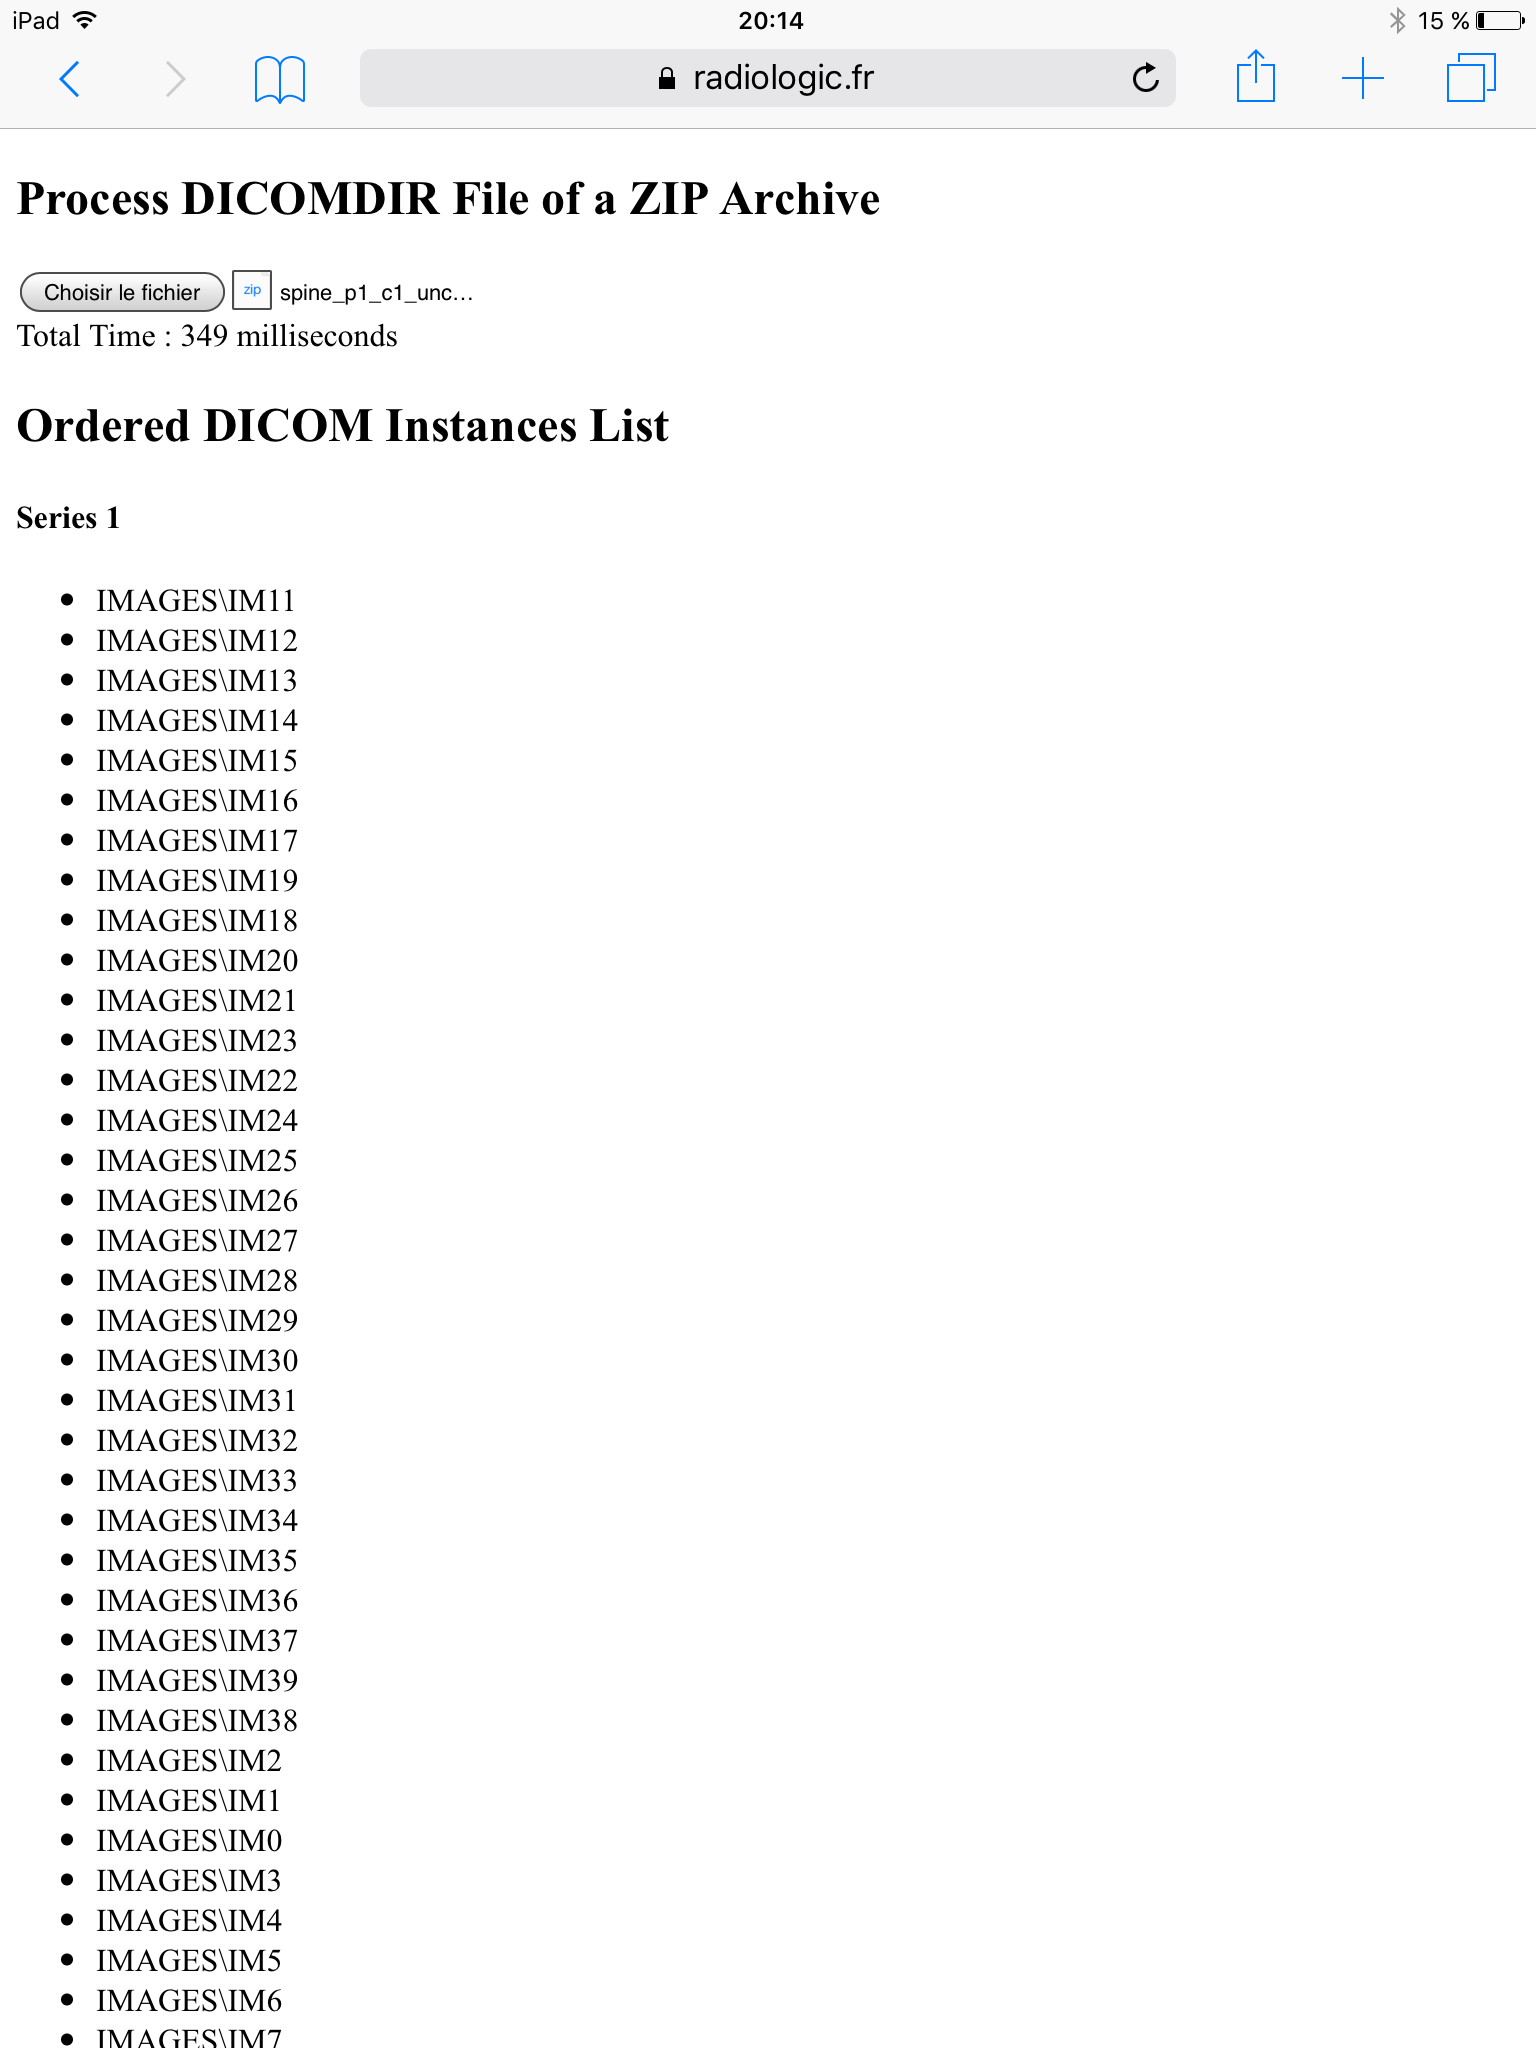 iPad 20:14 15 %
radiologic.fr
Process DICOMDIR File of a ZIP Archive
Choisir le fichier zip spine_p1_c1_unc...
Total Time : 349 milliseconds
Ordered DICOM Instances List
Series 1
IMAGES\IM11
IMAGES\IM12
IMAGES\IM13
IMAGES\IM14
IMAGES\IM15
IMAGES\IM16
IMAGES\IM17
IMAGES\IM19
IMAGES\IM18
IMAGES\IM20
IMAGES\IM21
IMAGES\IM23
IMAGES\IM22
IMAGES\IM24
IMAGES\IM25
IMAGES\IM26
IMAGES\IM27
IMAGES\IM28
IMAGES\IM29
IMAGES\IM30
IMAGES\IM31
IMAGES\IM32
IMAGES\IM33
IMAGES\IM34
IMAGES\IM35
IMAGES\IM36
IMAGES\IM37
IMAGES\IM39
IMAGES\IM38
IMAGES\IM2
IMAGES\IM1
IMAGES\IM0
IMAGES\IM3
IMAGES\IM4
IMAGES\IM5
IMAGES\IM6
IMAGES\IM7